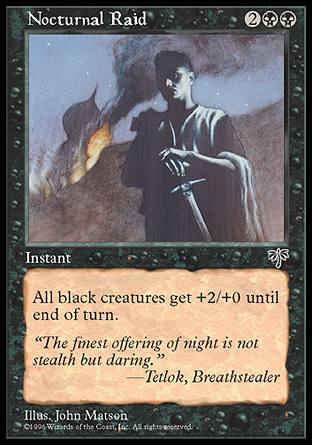 Nocturnal Raid 2
Instant
All black creatures get +2/+0 until
end of turn.
“The finest offering of night is not
stealth but daring.”
—Tetlok, Breathstealer
Illus. John Matson
©1996 Wizards of the Coast, Inc. All rights reserved.